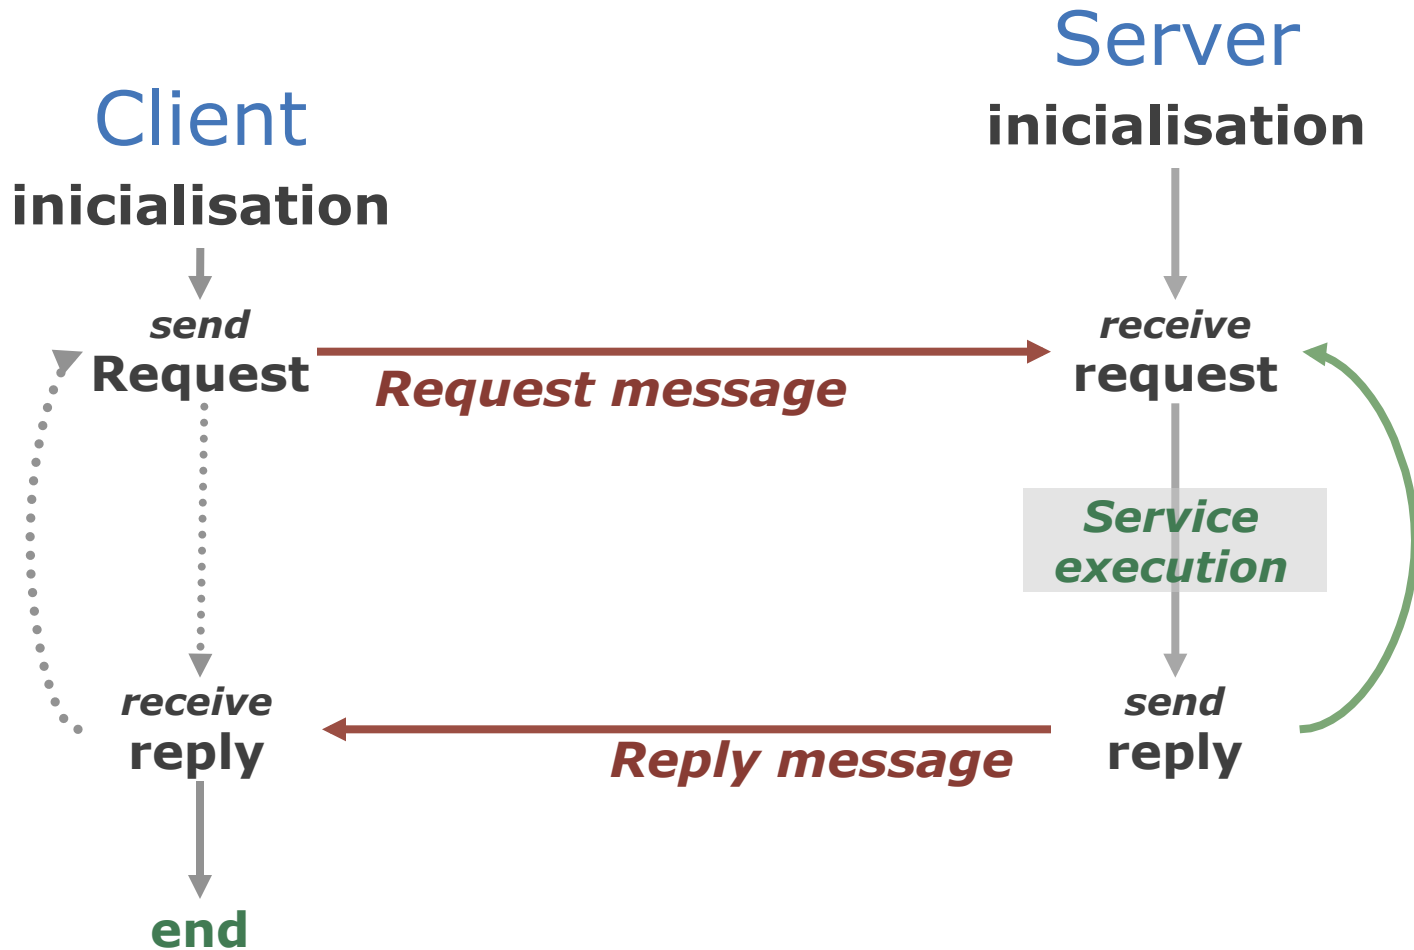 Server
inicialisation
Client
inicialisation
send
Request
Request message
receive
request
Service
execution
receive
reply
Reply message
send
reply
end